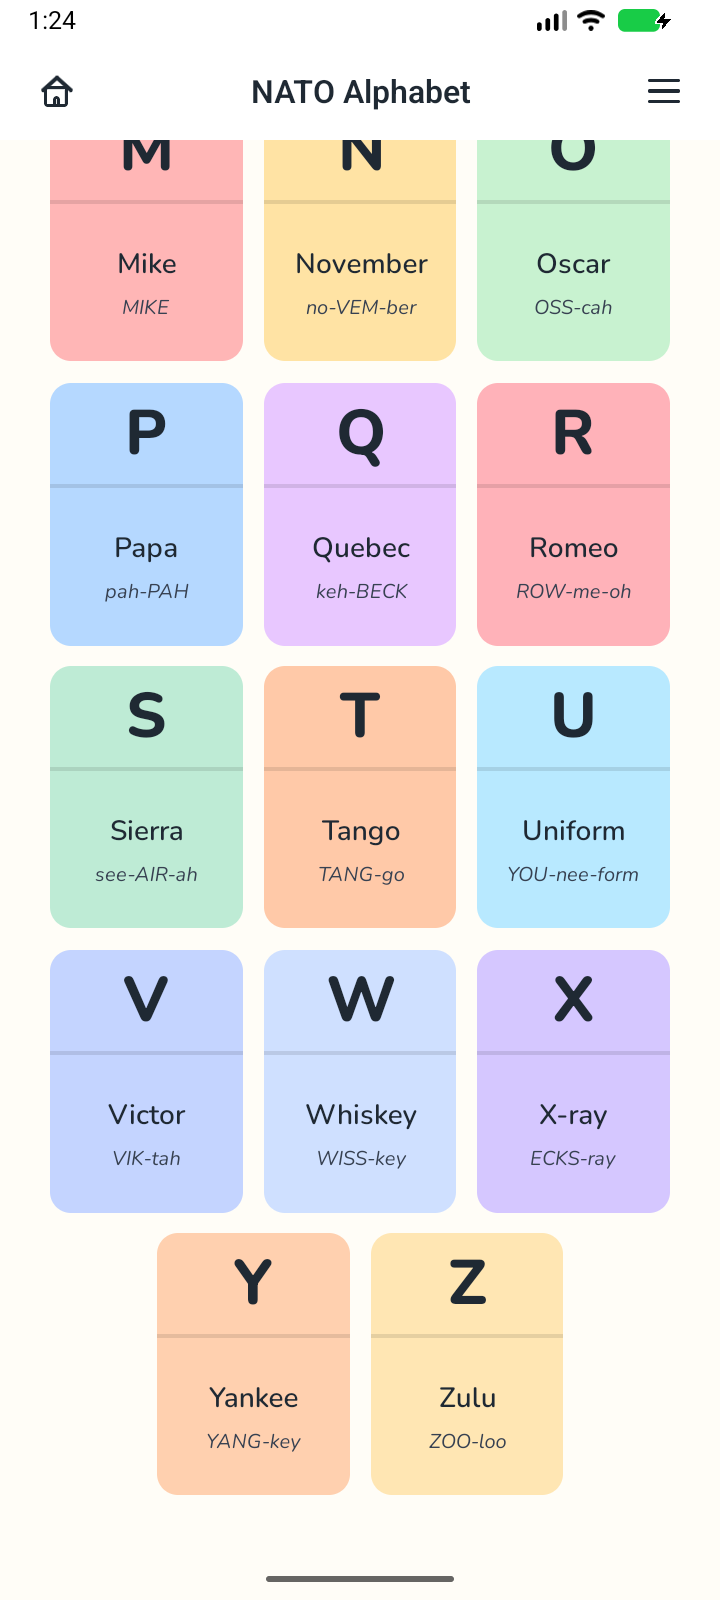 1:24
NATO Alphabet
M
N
O
Mike
MIKE
November
no-VEM-ber
Oscar
OSS-cah
P
Papa
pah-PAH
Q
Quebec
keh-BECK
R
Romeo
ROW-me-oh
S
Sierra
see-AIR-ah
T
Tango
TANG-go
U
Uniform
YOU-nee-form
V
Victor
VIK-tah
W
Whiskey
WISS-key
X
X-ray
ECKS-ray
Y
Yankee
YANG-key
Z
Zulu
ZOO-loo